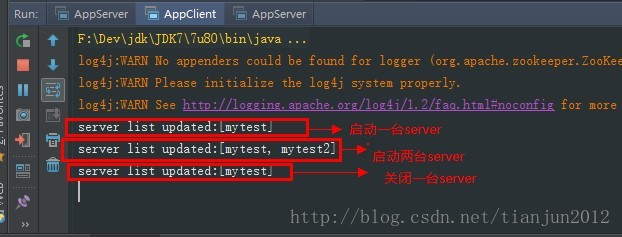 Run: AppServer AppClient AppServer
F:\Dev\jdk\JDK7\7u80\bin\java ...
log4j:WARN No appenders could be found for logger (org.apache.zookeeper.ZooKee
log4j:WARN Please initialize the log4j system properly.
log4j:WARN See http://logging.apache.org/log4j/1.2/faq.html#noconfig for more
server list updated:[mytest] 启动一台server
server list updated:[mytest, mytest2] 启动两台server
server list updated:[mytest] 关闭一台server
http://blog.csdn.net/tianjun2012